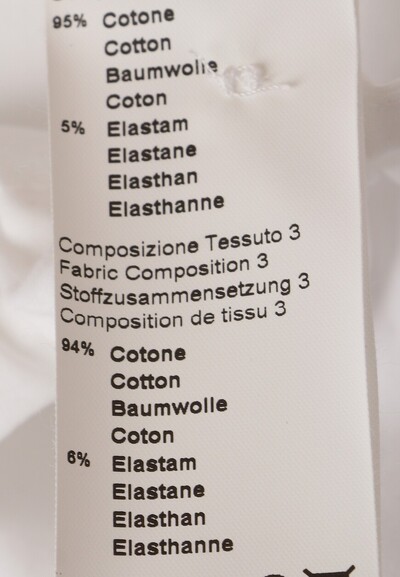 95% Cotone
Cotton
Baumwolle
Coton
5% Elastam
Elastane
Elasthan
Elasthanne
Composizione Tessuto 3
Fabric Composition 3
Stoffzusammensetzung 3
Composition de tissu 3
94% Cotone
Cotton
Baumwolle
Coton
6% Elastam
Elastane
Elasthan
Elasthanne